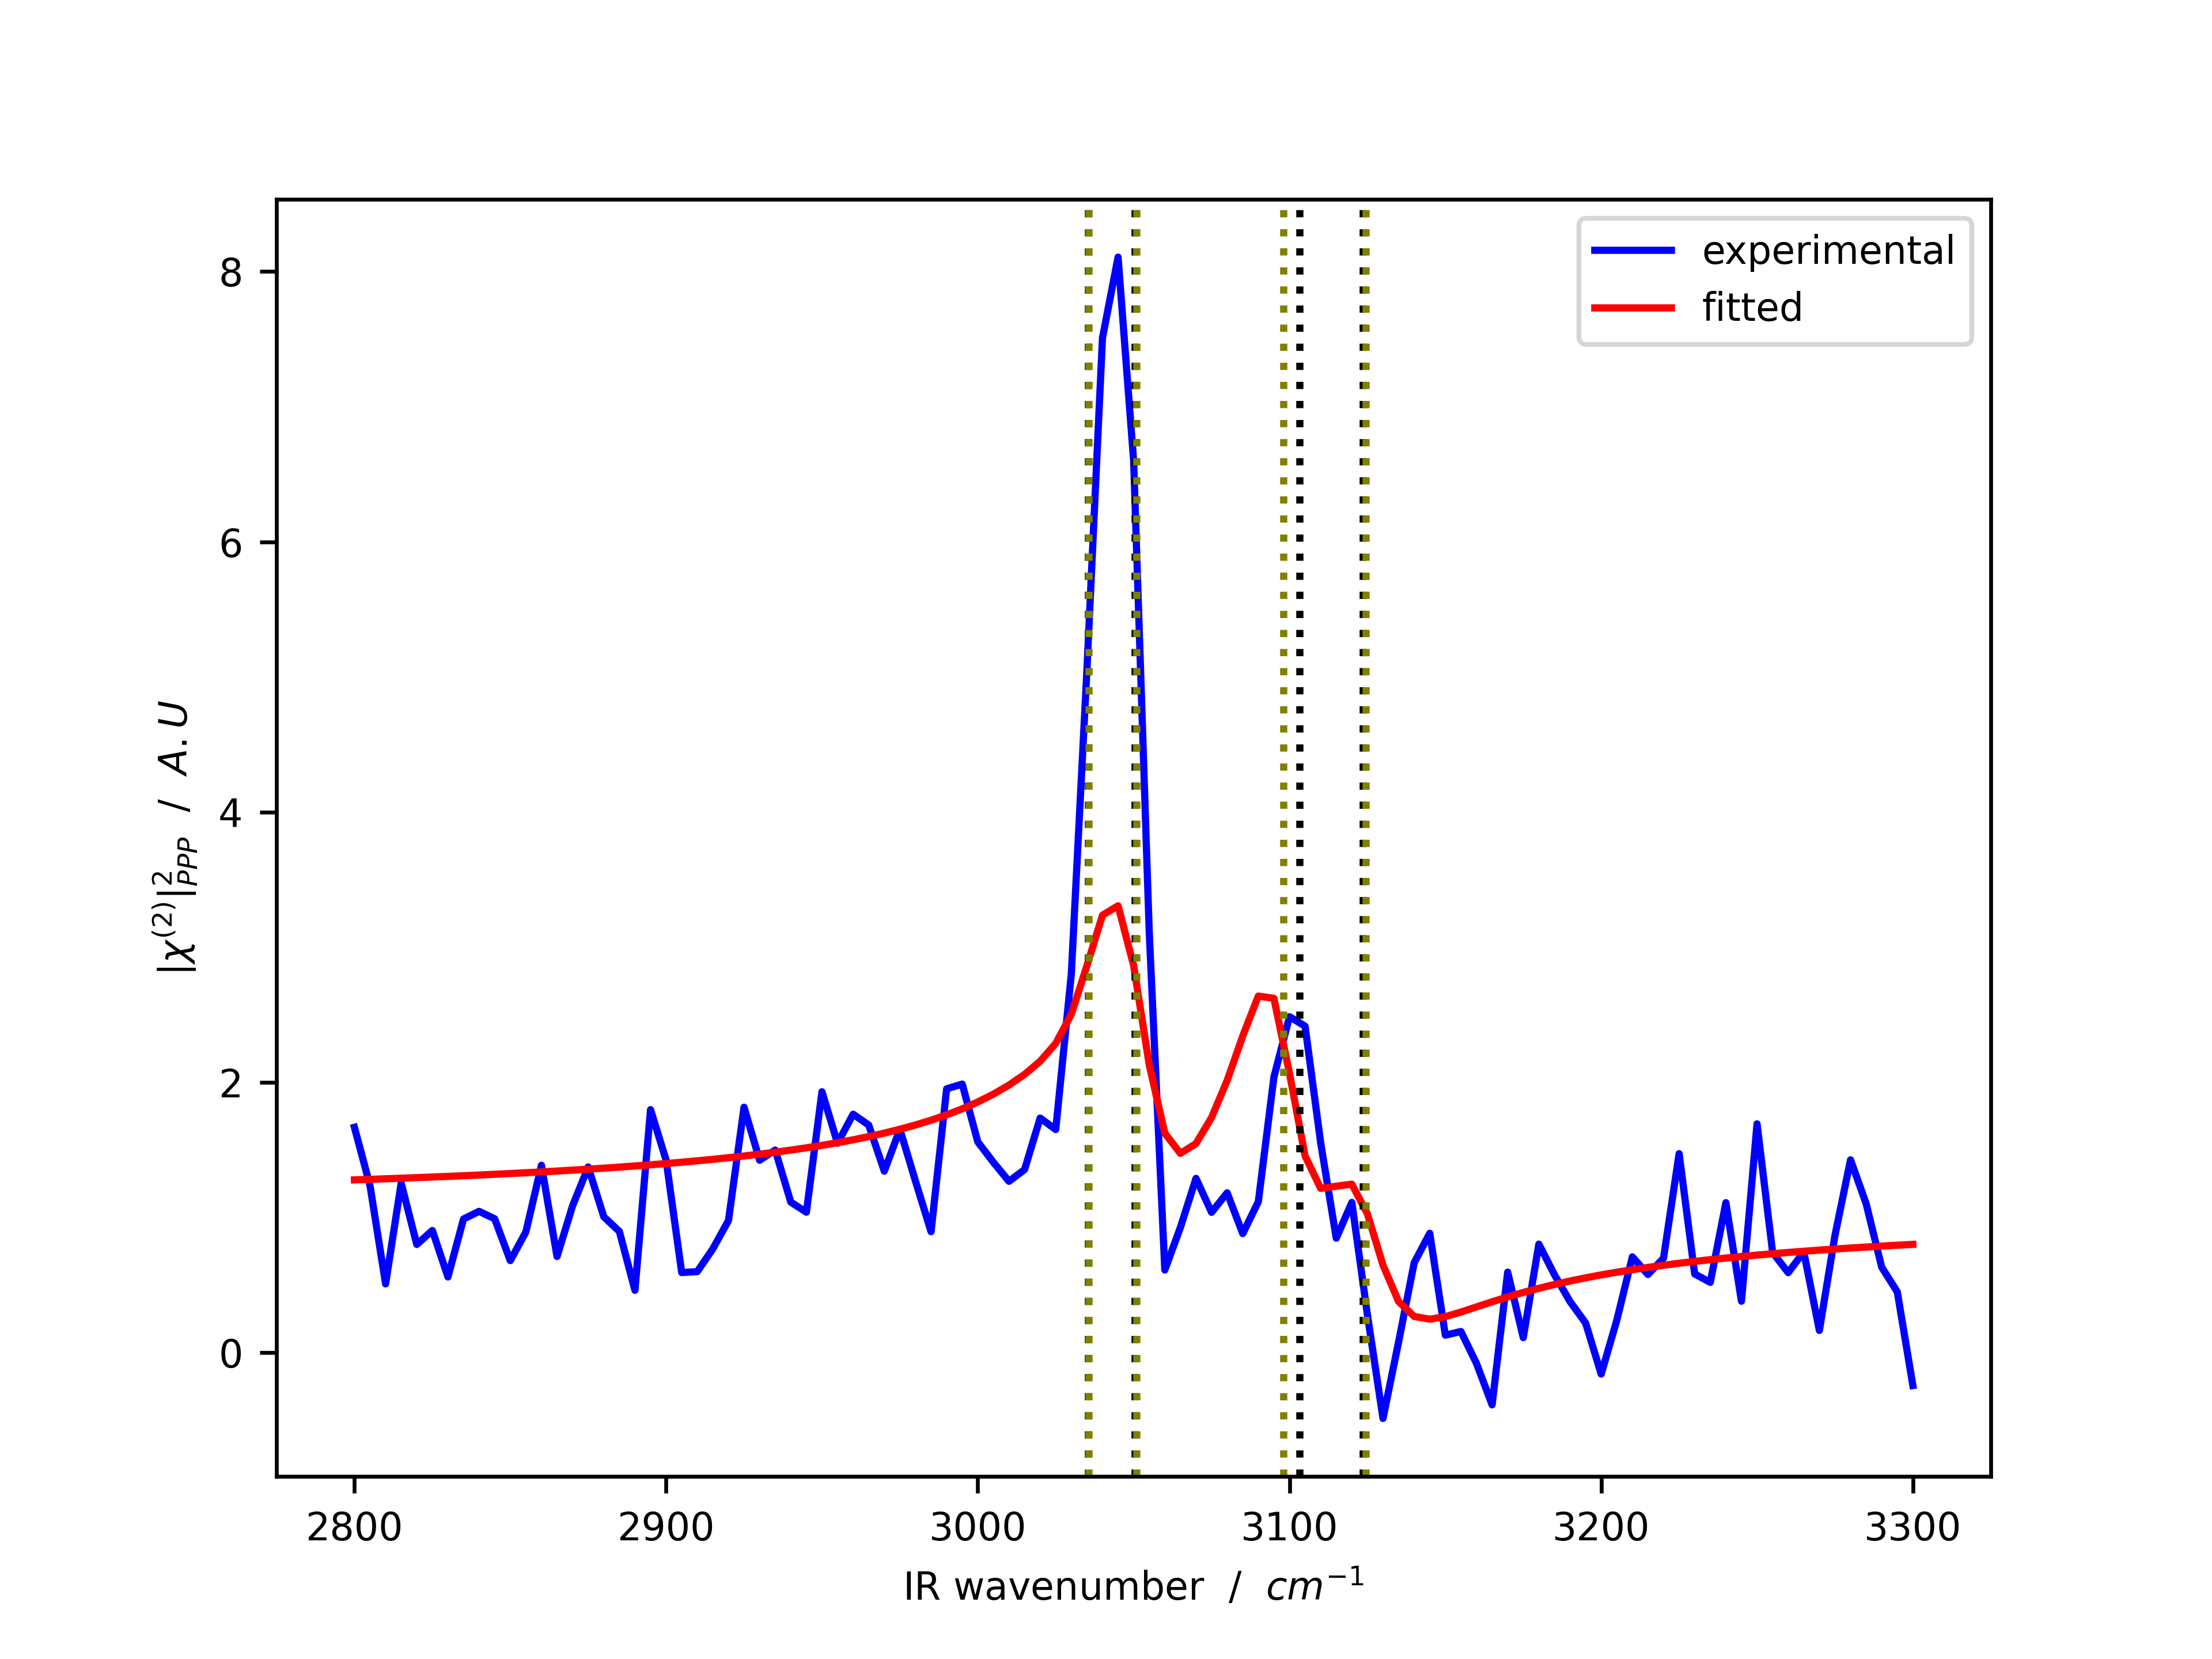 experimental
fitted
8
6
4
2
0
|χ⁽²⁾|²PPP / A.U
2800 2900 3000 3100 3200 3300
IR wavenumber / cm⁻¹